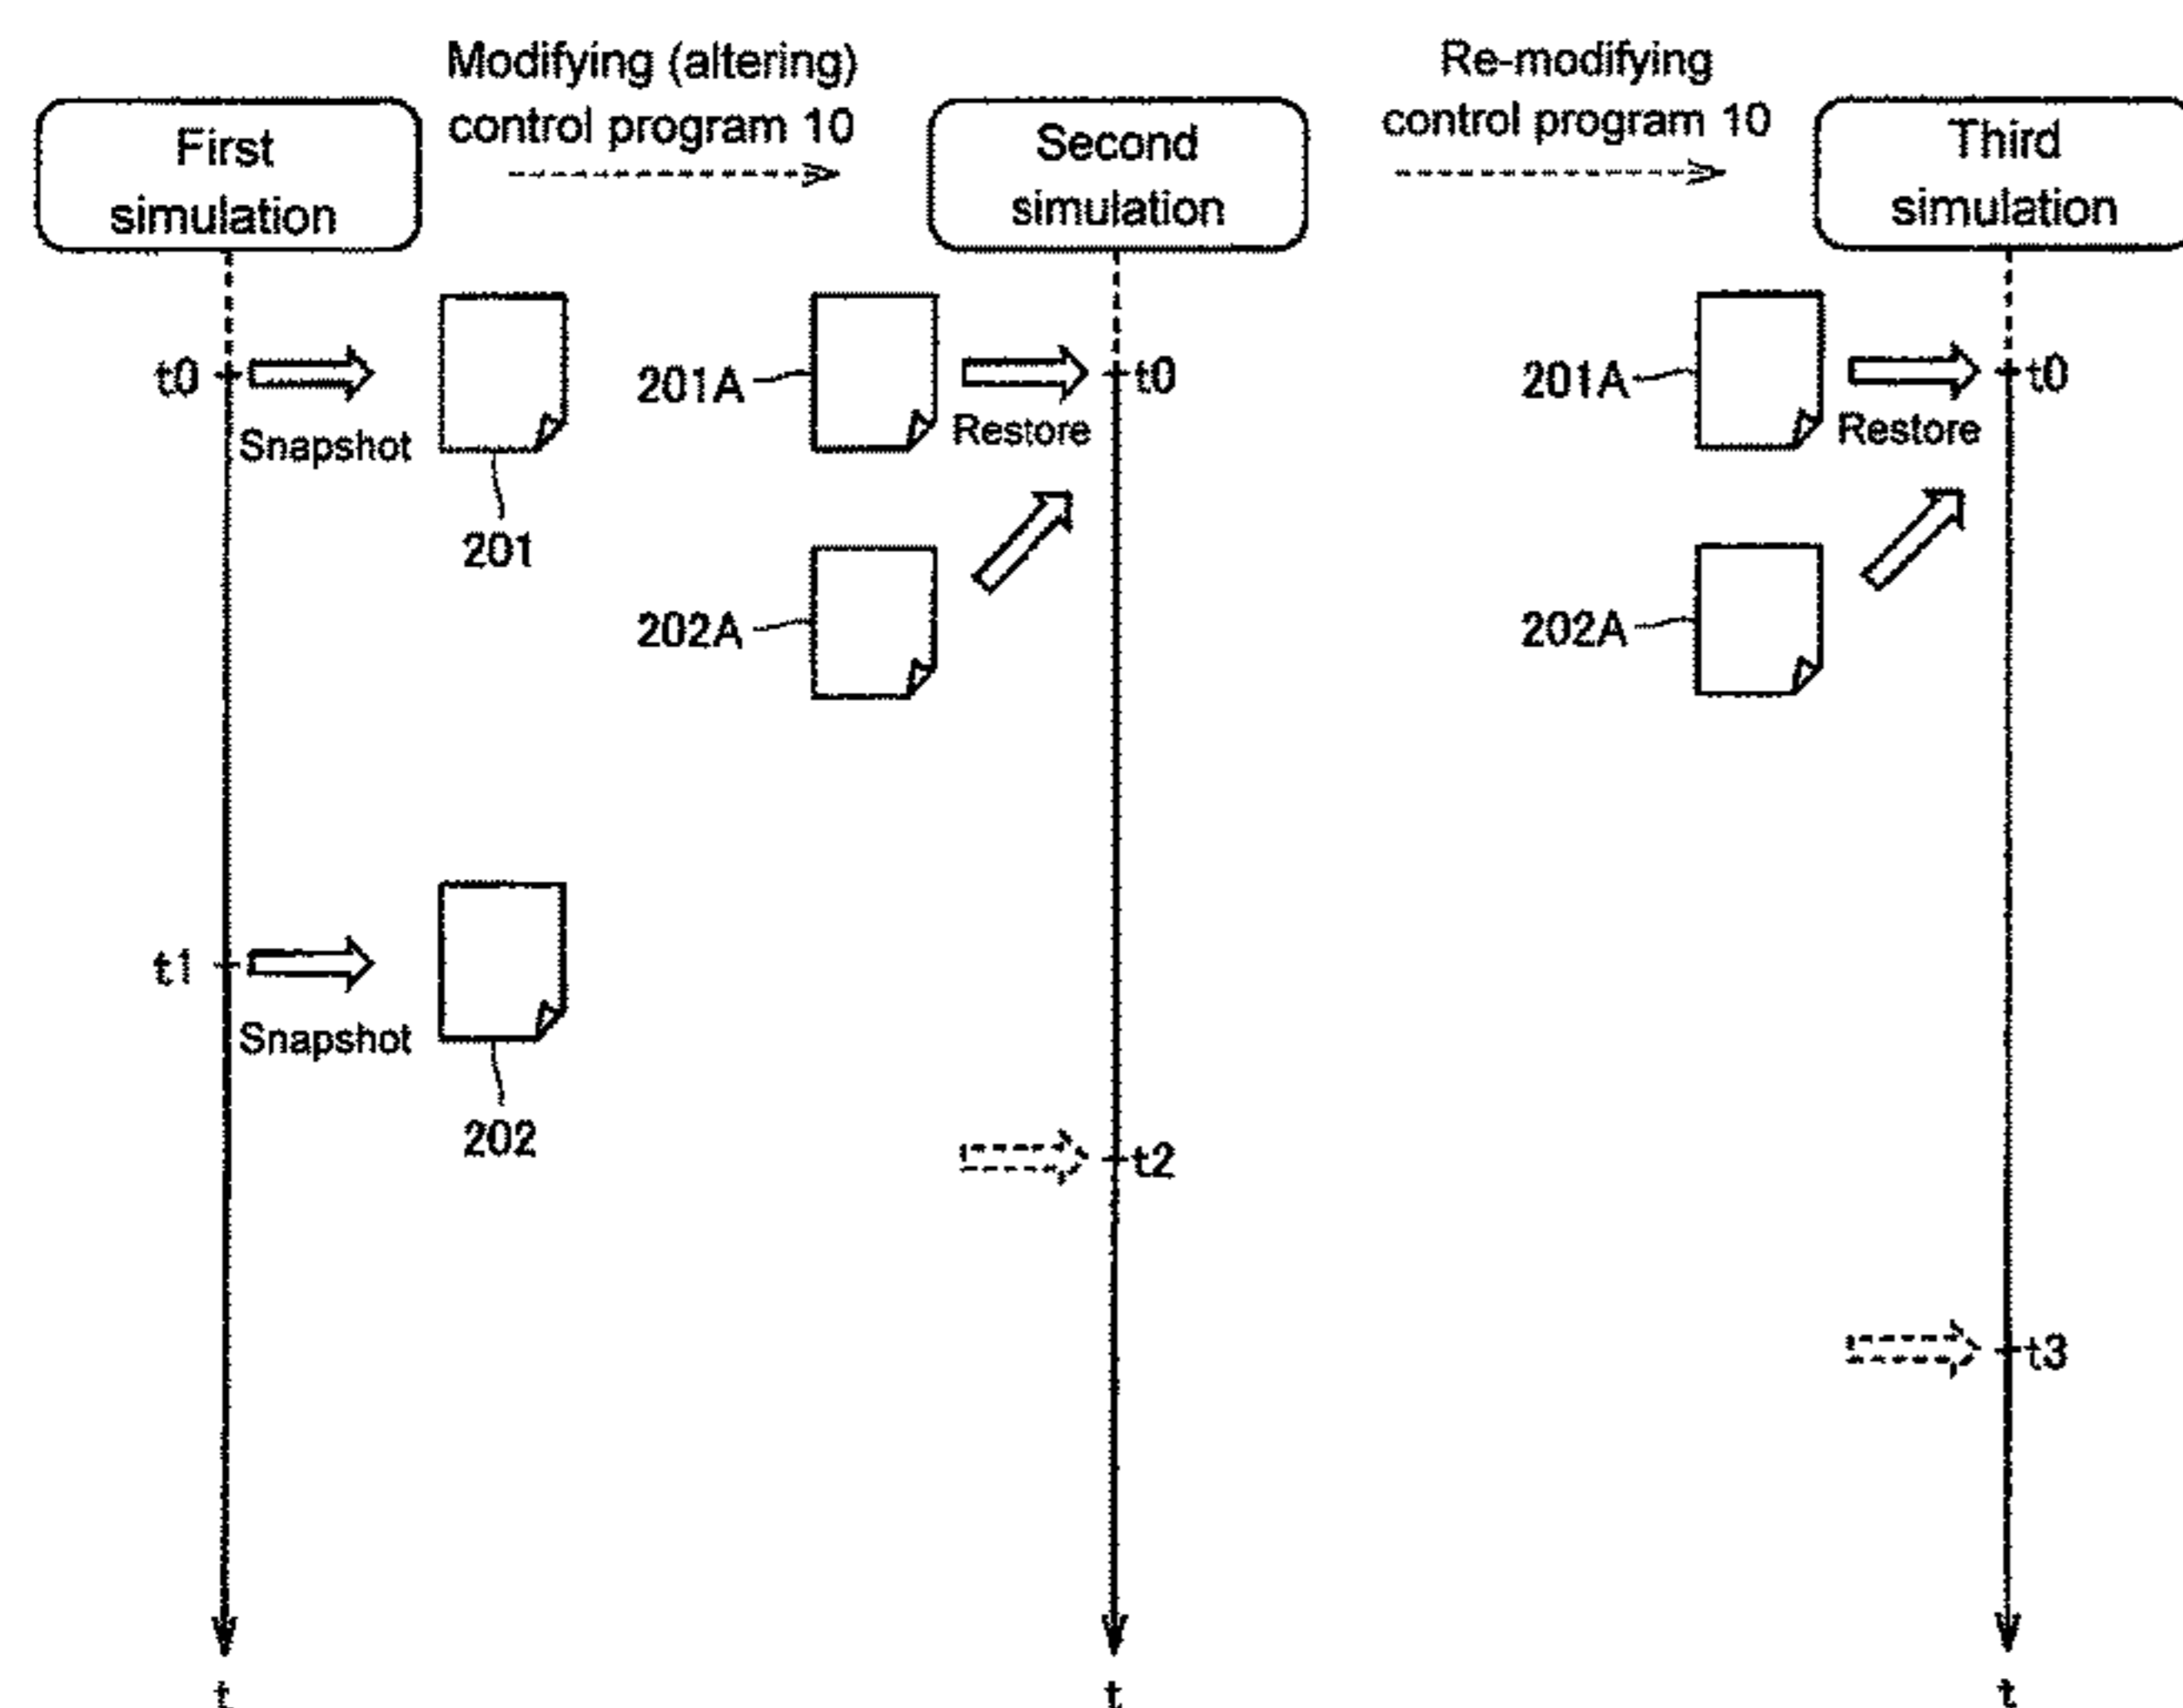 Modifying (altering)
control program 10
Re-modifying
control program 10
First
simulation
Second
simulation
Third
simulation
t0
Snapshot
201
201A
Restore
t0
202A
201A
Restore
t0
202A
t1
Snapshot
202
t2
t3
t
t
t